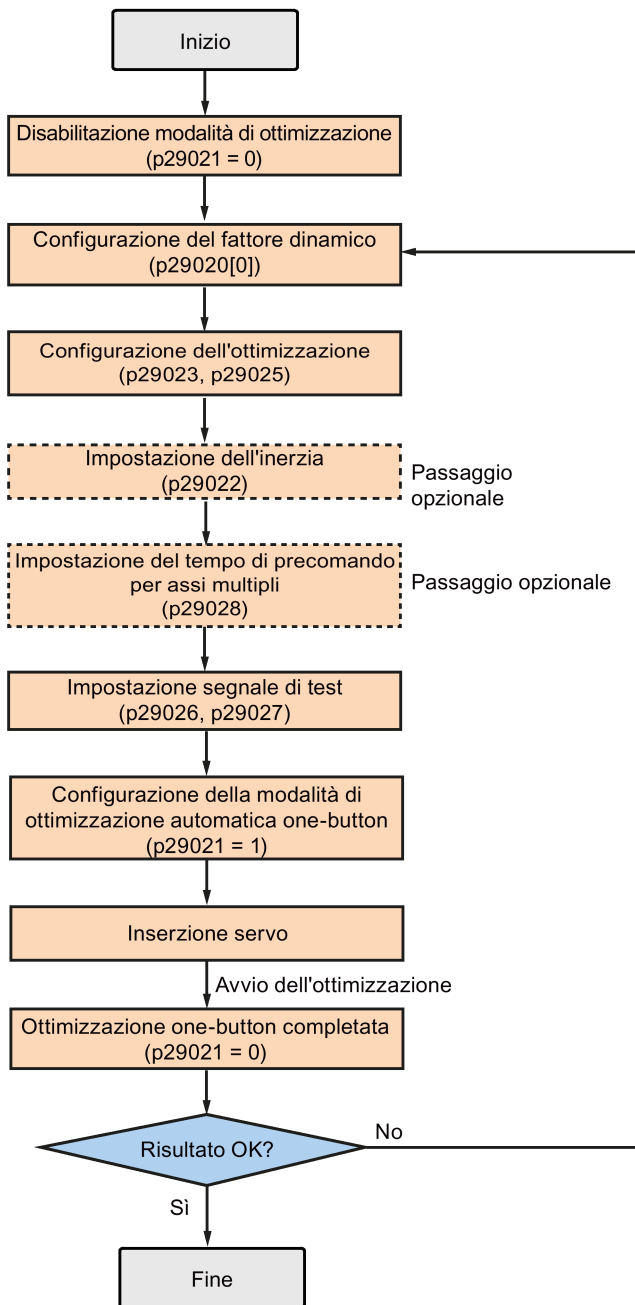 Inizio
Disabilitazione modalità di ottimizzazione
(p29021 = 0)
Configurazione del fattore dinamico
(p29020[0])
Configurazione dell'ottimizzazione
(p29023, p29025)
Impostazione dell'inerzia
(p29022)
Passaggio
opzionale
Impostazione del tempo di precomando
per assi multipli
(p29028)
Passaggio opzionale
Impostazione segnale di test
(p29026, p29027)
Configurazione della modalità di
ottimizzazione automatica one-button
(p29021 = 1)
Inserzione servo
Avvio dell'ottimizzazione
Ottimizzazione one-button completata
(p29021 = 0)
Risultato OK?
No
Sì
Fine